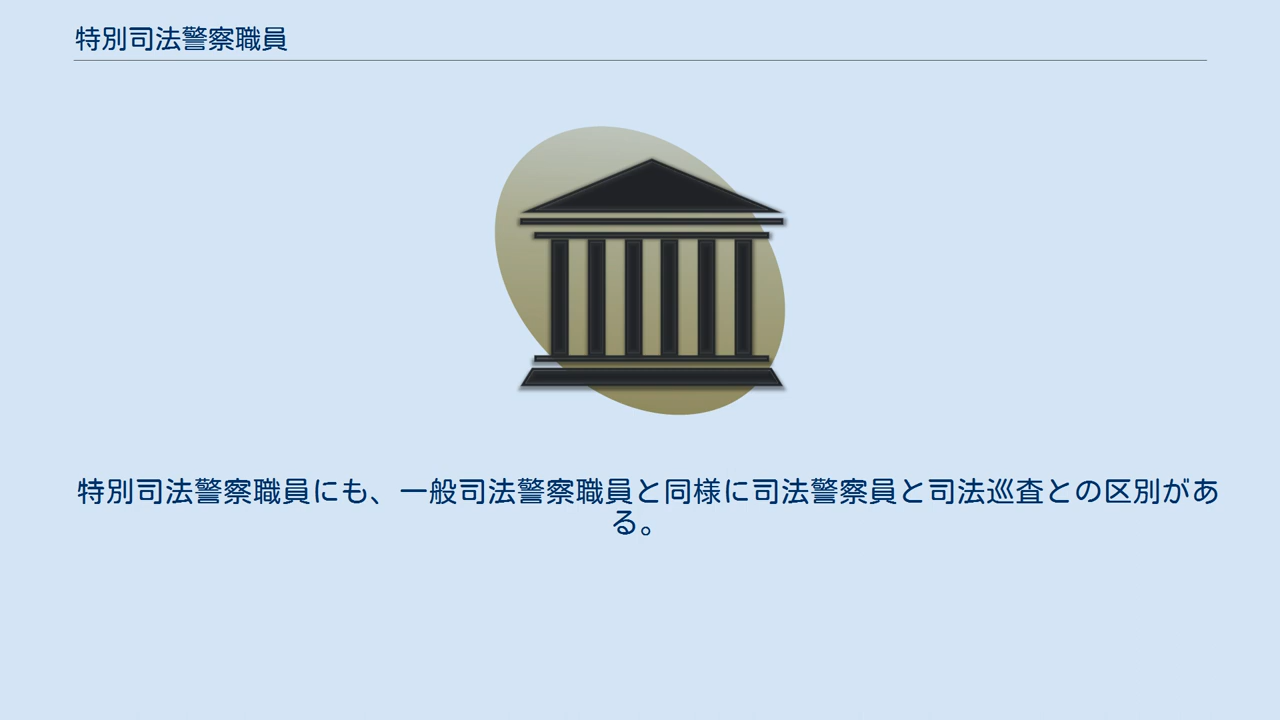 特別司法警察職員
特別司法警察職員にも、一般司法警察職員と同様に司法警察員と司法巡査との区別があ
る。